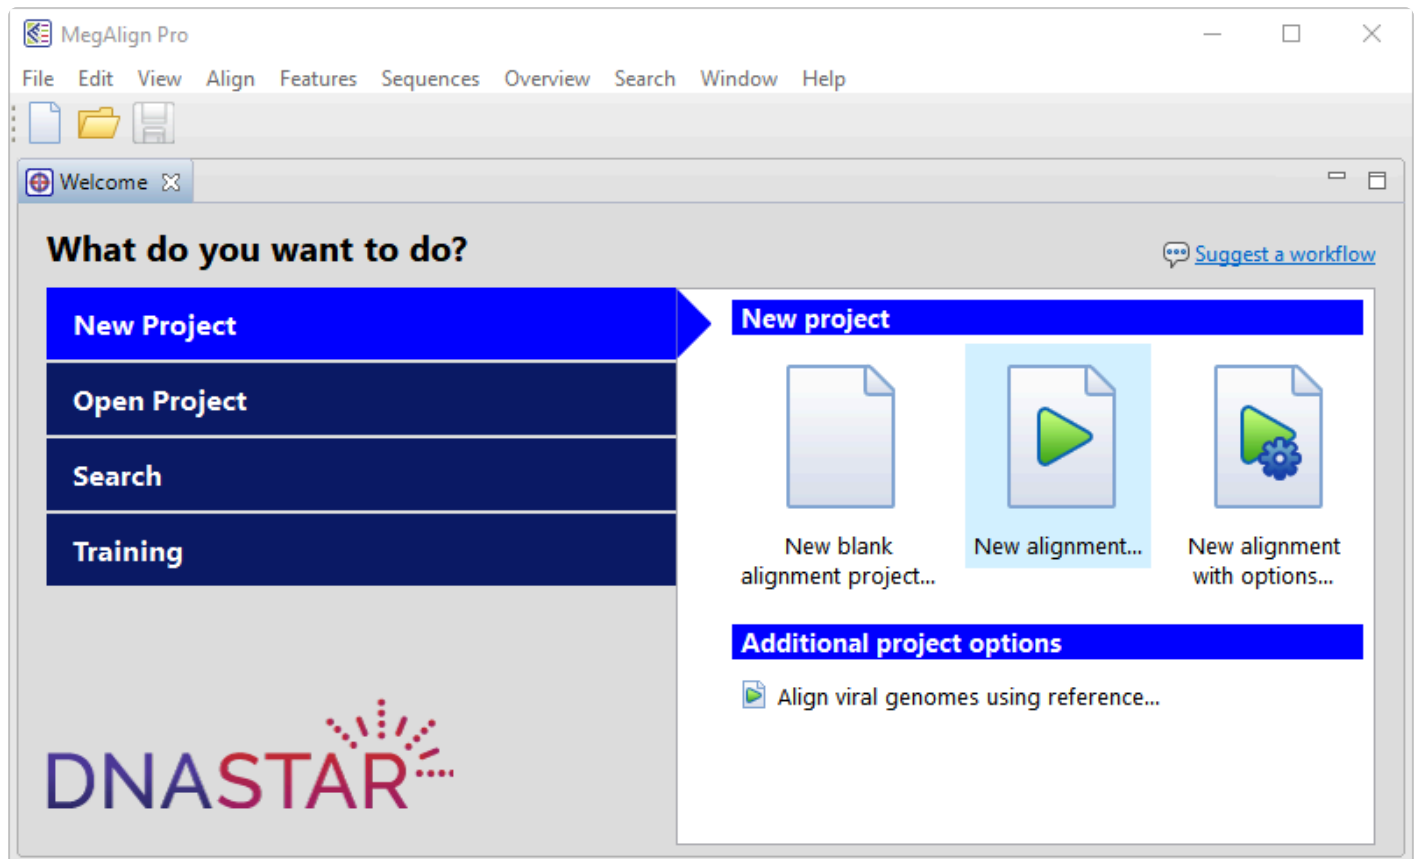 MegAlign Pro
File Edit View Align Features Sequences Overview Search Window Help
Welcome
What do you want to do?
Suggest a workflow
New Project
Open Project
Search
Training
New project
New blank
alignment project...
New alignment...
New alignment
with options...
Additional project options
Align viral genomes using reference...
DNASTAR